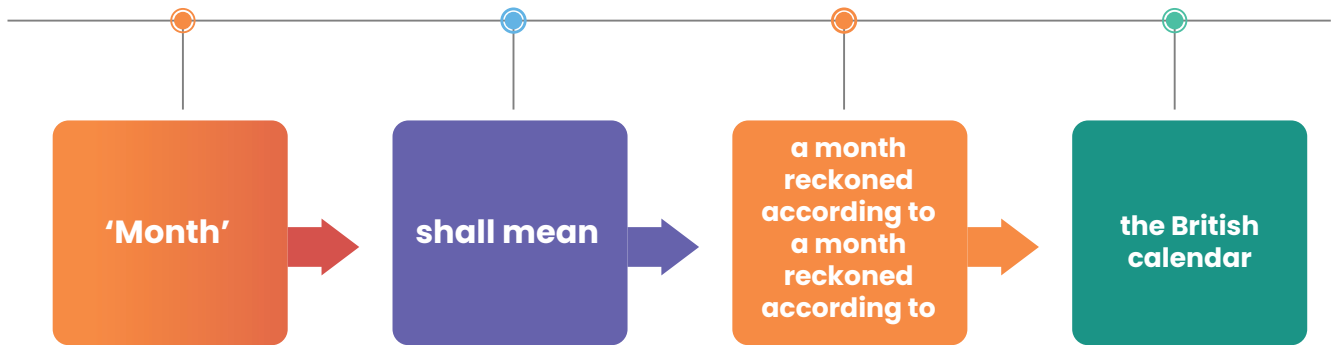 ‘Month’
shall mean
a month
reckoned
according to
a month
reckoned
according to
the British
calendar